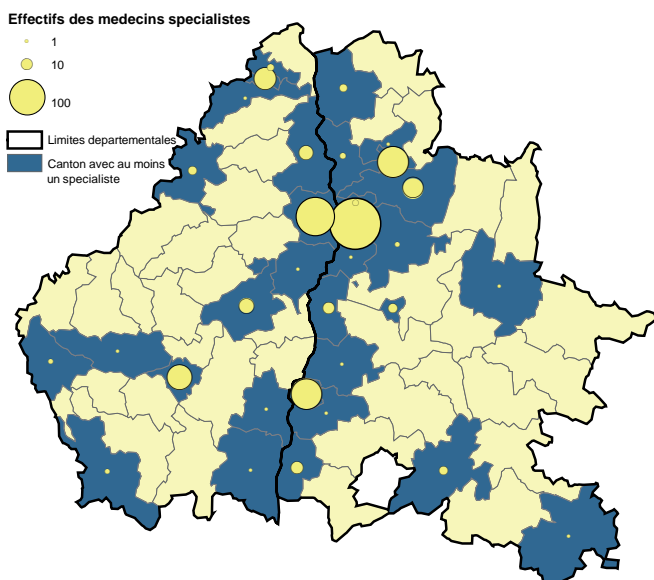 Effectifs des medecins specialistes
1
10
100
Limites departementales
Canton avec au moins
un specialiste